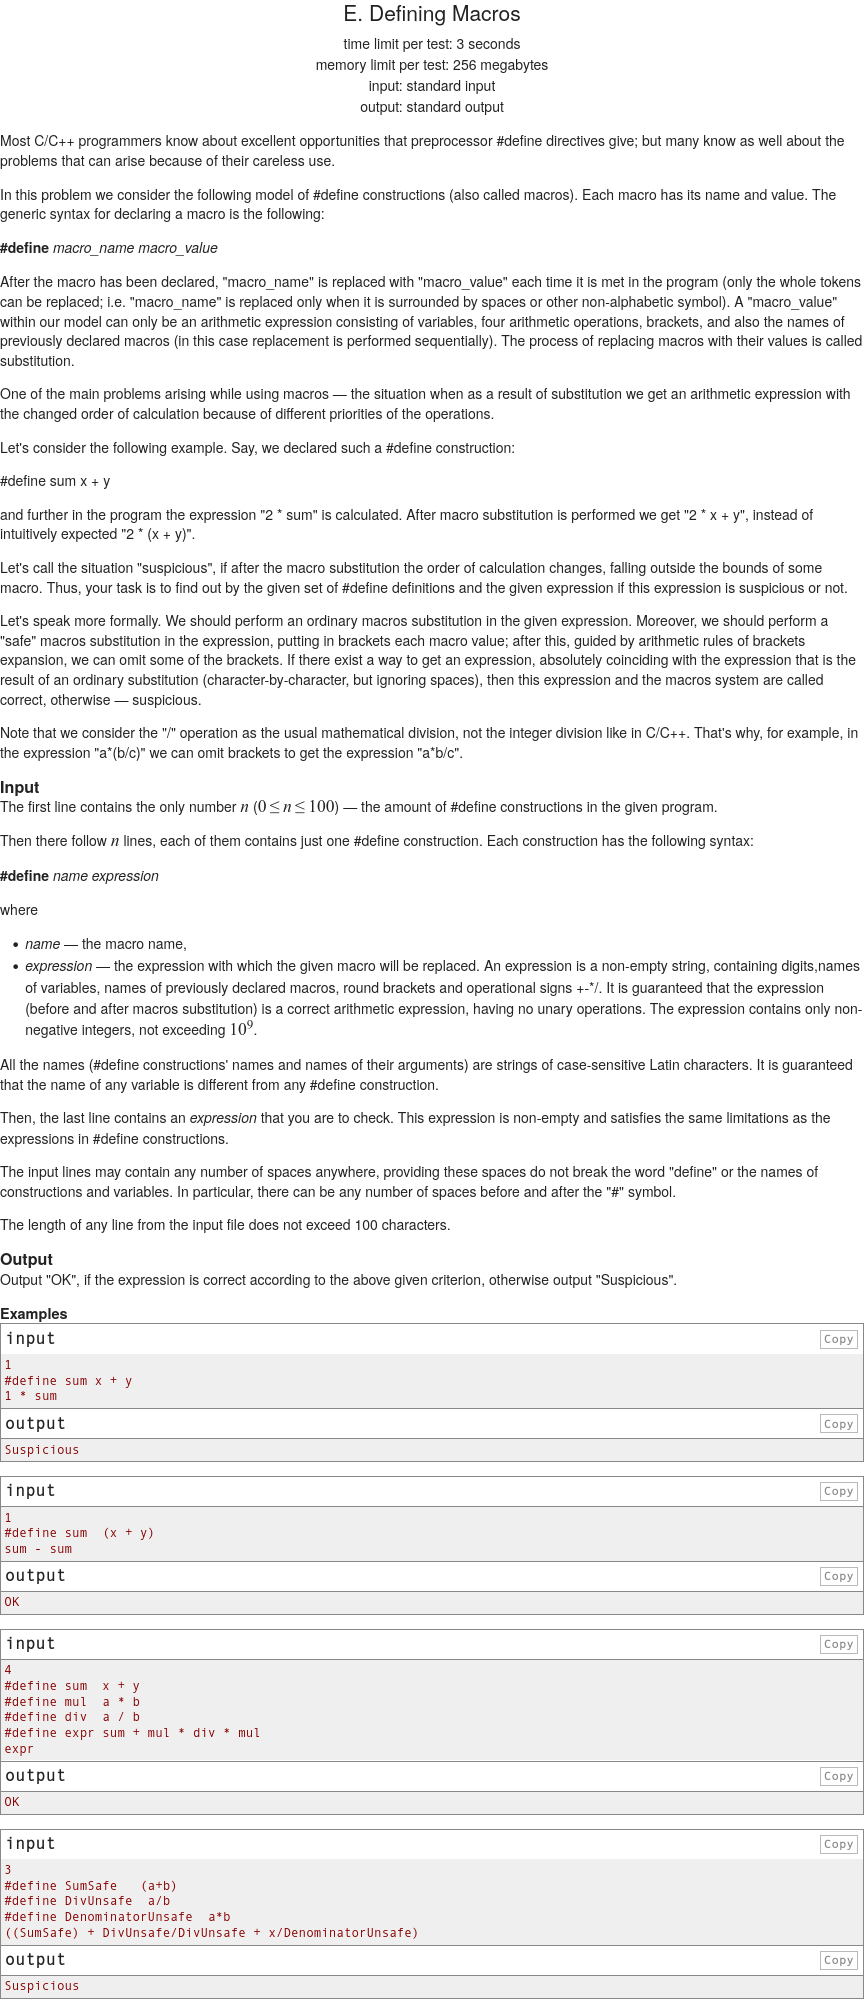 E. Defining Macros
time limit per test: 3 seconds
memory limit per test: 256 megabytes
input: standard input
output: standard output
Most C/C++ programmers know about excellent opportunities that preprocessor #define directives give; but many know as well about the
problems that can arise because of their careless use.
In this problem we consider the following model of #define constructions (also called macros). Each macro has its name and value. The
generic syntax for declaring a macro is the following:
#define macro_name macro_value
After the macro has been declared, "macro_name" is replaced with "macro_value" each time it is met in the program (only the whole tokens
can be replaced; i.e. "macro_name" is replaced only when it is surrounded by spaces or other non-alphabetic symbol). A "macro_value"
within our model can only be an arithmetic expression consisting of variables, four arithmetic operations, brackets, and also the names of
previously declared macros (in this case replacement is performed sequentially). The process of replacing macros with their values is called
substitution.
One of the main problems arising while using macros — the situation when as a result of substitution we get an arithmetic expression with
the changed order of calculation because of different priorities of the operations.
Let's consider the following example. Say, we declared such a #define construction:
#define sum x + y
and further in the program the expression "2 * sum" is calculated. After macro substitution is performed we get "2 * x + y", instead of
intuitively expected "2 * (x + y)".
Let's call the situation "suspicious", if after the macro substitution the order of calculation changes, falling outside the bounds of some
macro. Thus, your task is to find out by the given set of #define definitions and the given expression if this expression is suspicious or not.
Let's speak more formally. We should perform an ordinary macros substitution in the given expression. Moreover, we should perform a
"safe" macros substitution in the expression, putting in brackets each macro value; after this, guided by arithmetic rules of brackets
expansion, we can omit some of the brackets. If there exist a way to get an expression, absolutely coinciding with the expression that is the
result of an ordinary substitution (character-by-character, but ignoring spaces), then this expression and the macros system are called
correct, otherwise — suspicious.
Note that we consider the "/" operation as the usual mathematical division, not the integer division like in C/C++. That's why, for example, in
the expression "a*(b/c)" we can omit brackets to get the expression "a*b/c".
Input
The first line contains the only number n (0 ≤ n ≤ 100) — the amount of #define constructions in the given program.
Then there follow n lines, each of them contains just one #define construction. Each construction has the following syntax:
#define name expression
where
• name — the macro name,
• expression — the expression with which the given macro will be replaced. An expression is a non-empty string, containing digits,names
of variables, names of previously declared macros, round brackets and operational signs +-*/. It is guaranteed that the expression
(before and after macros substitution) is a correct arithmetic expression, having no unary operations. The expression contains only non-
negative integers, not exceeding 10^9.
All the names (#define constructions' names and names of their arguments) are strings of case-sensitive Latin characters. It is guaranteed
that the name of any variable is different from any #define construction.
Then, the last line contains an expression that you are to check. This expression is non-empty and satisfies the same limitations as the
expressions in #define constructions.
The input lines may contain any number of spaces anywhere, providing these spaces do not break the word "define" or the names of
constructions and variables. In particular, there can be any number of spaces before and after the "#" symbol.
The length of any line from the input file does not exceed 100 characters.
Output
Output "OK", if the expression is correct according to the above given criterion, otherwise output "Suspicious".
Examples
input Copy
1
#define sum x + y
1 * sum
output Copy
Suspicious
input Copy
1
#define sum  (x + y)
sum - sum
output Copy
OK
input Copy
4
#define sum  x + y
#define mul  a * b
#define div  a / b
#define expr sum + mul * div * mul
expr
output Copy
OK
input Copy
3
#define SumSafe   (a+b)
#define DivUnsafe  a/b
#define DenominatorUnsafe  a*b
((SumSafe) + DivUnsafe/DivUnsafe + x/DenominatorUnsafe)
output Copy
Suspicious